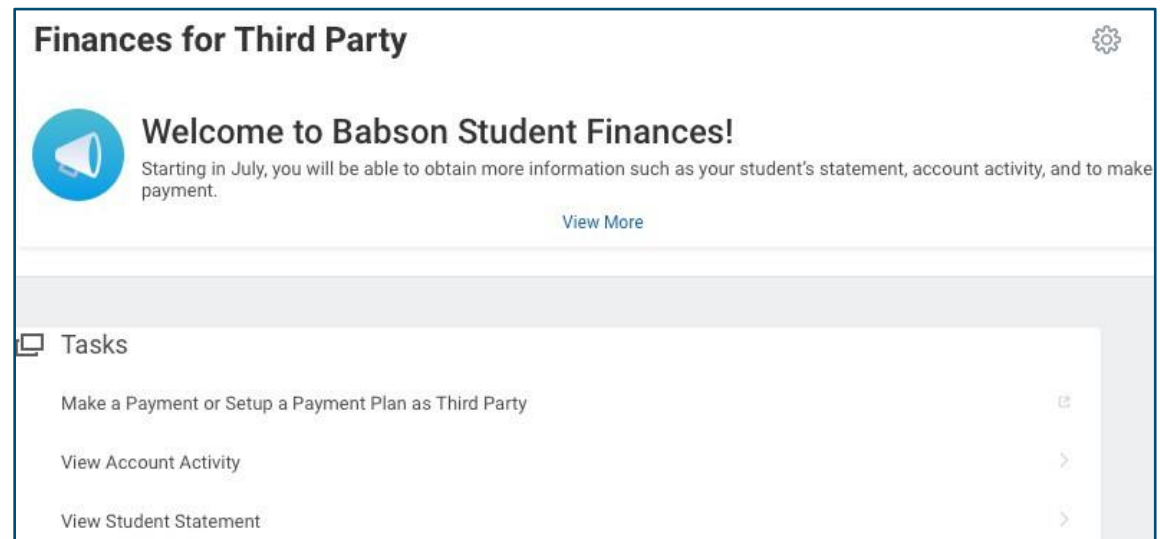 Finances for Third Party
Welcome to Babson Student Finances!
Starting in July, you will be able to obtain more information such as your student's statement, account activity, and to make
payment.
View More
Tasks
Make a Payment or Setup a Payment Plan as Third Party
View Account Activity
View Student Statement